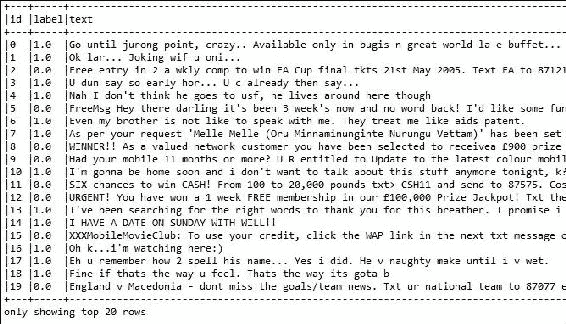 |id |label|text
|0 |1.0 |Go until jurong point, crazy.. Available only in bugis n great world la e buffet...
|1 |1.0 |Ok lar... Joking wif u oni...
|2 |0.0 |Free entry in 2 a wkly comp to win FA Cup final tkts 21st May 2005. Text FA to 87121
|3 |1.0 |U dun say so early hor... U c already then say...
|4 |1.0 |Nah I don't think he goes to usf, he lives around here though
|5 |0.0 |FreeMsg Hey there darling it's been 3 week's now and no word back! I'd like some fun
|6 |1.0 |Even my brother is not like to speak with me. They treat me like aids patent.
|7 |1.0 |As per your request 'Melle Melle (Oru Minnaminunginte Nurungu Vettam)' has been set
|8 |0.0 |WINNER!! As a valued network customer you have been selected to receivea £900 prize
|9 |0.0 |Had your mobile 11 months or more? U R entitled to Update to the latest colour mobil
|10 |1.0 |I'm gonna be home soon and i don't want to talk about this stuff anymore tonight, k?
|11 |0.0 |SIX chances to win CASH! From 100 to 20,000 pounds txt> CSH11 and send to 87575. Cos
|12 |0.0 |URGENT! You have won a 1 week FREE membership in our £100,000 Prize Jackpot! Txt the
|13 |1.0 |I've been searching for the right words to thank you for this breather. I promise i
|14 |1.0 |I HAVE A DATE ON SUNDAY WITH WILL!!
|15 |0.0 |XXXMobileMovieClub: To use your credit, click the WAP link in the next txt message o
|16 |1.0 |Oh k...i'm watching here:)
|17 |1.0 |Eh u remember how 2 spell his name... Yes i did. He v naughty make until i v wet.
|18 |1.0 |Fine if thats the way u feel. Thats the way its gota b
|19 |0.0 |England v Macedonia - dont miss the goals/team news. Txt ur national team to 87077 e
only showing top 20 rows